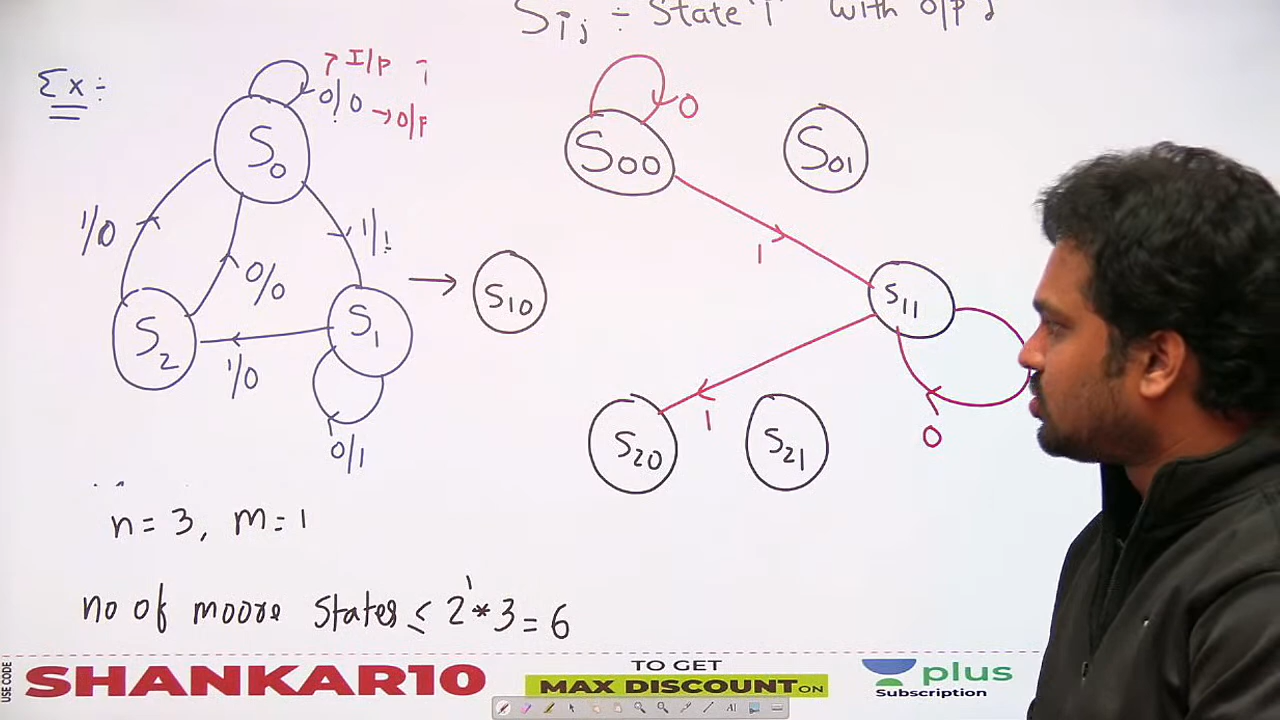 Sij ÷ State 'i' with o/p j
Ex ÷
I/P
0/0 → O/P
S0
1/0
1/1
0/0
S2
S1
1/0
0/1
→ S10
S00
0
S01
1
S11
S20
1
S21
0
n = 3, m = 1
no of moore states ≤ 2^1 * 3 = 6
USE CODE
SHANKAR10
TO GET
MAX DISCOUNT ON
plus
Subscription